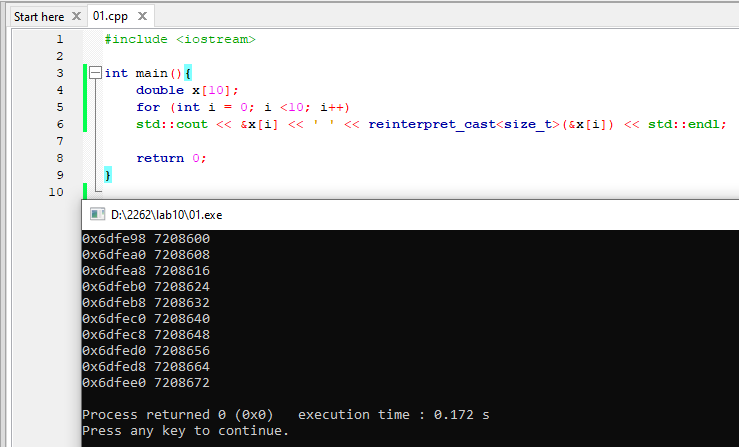 Start here X 01.cpp X
1 #include <iostream>
2
3 int main(){
4 double x[10];
5 for (int i = 0; i <10; i++)
6 std::cout << &x[i] << ' ' << reinterpret_cast<size_t>(&x[i]) << std::endl;
7
8 return 0;
9 }
10
D:\2262\lab10\01.exe
0x6dfe98 7208600
0x6dfea0 7208608
0x6dfea8 7208616
0x6dfeb0 7208624
0x6dfeb8 7208632
0x6dfec0 7208640
0x6dfec8 7208648
0x6dfed0 7208656
0x6dfed8 7208664
0x6dfee0 7208672
Process returned 0 (0x0) execution time : 0.172 s
Press any key to continue.